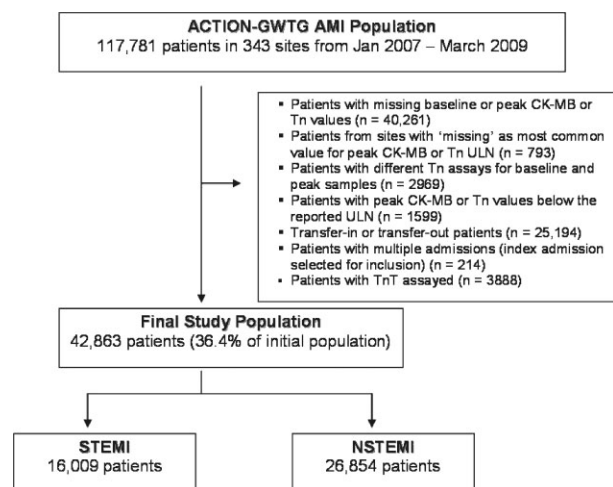 ACTION-GWTG AMI Population
117,781 patients in 343 sites from Jan 2007 – March 2009
▪ Patients with missing baseline or peak CK-MB or
Tn values (n = 40,261)
▪ Patients from sites with ‘missing’ as most common
value for peak CK-MB or Tn ULN (n = 793)
▪ Patients with different Tn assays for baseline and
peak samples (n = 2969)
▪ Patients with peak CK-MB or Tn values below the
reported ULN (n = 1599)
▪ Transfer-in or transfer-out patients (n = 25,194)
▪ Patients with multiple admissions (index admission
selected for inclusion) (n = 214)
▪ Patients with TnT assayed (n = 3888)
Final Study Population
42,863 patients (36.4% of initial population)
STEMI
16,009 patients
NSTEMI
26,854 patients